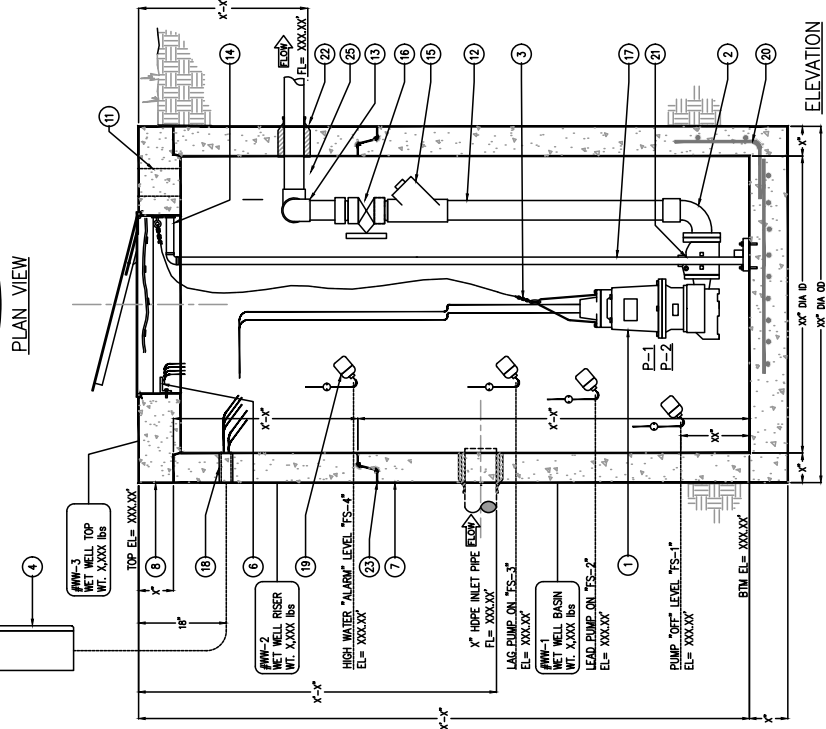 PLAN VIEW
ELEVATION
4
#WW-3
WET WELL TOP
WT. X,XXX lbs
TOP EL= XXX.XX'
8
18
6
#WW-2
WET WELL RISER
WT. X,XXX lbs
19
HIGH WATER "ALARM" LEVEL "FS-4"
EL= XXX.XX'
23
7
FLOW
X" HDPE INLET PIPE
FL= XXX.XX'
LAG PUMP ON "FS-3"
EL= XXX.XX'
#WW-1
WET WELL BASIN
WT. X,XXX lbs
LEAD PUMP ON "FS-2"
EL= XXX.XX'
1
PUMP "OFF" LEVEL "FS-1"
EL= XXX.XX'
BTM EL= XXX.XX'
X"
18"
X'-X"
X'-X"
X'-X"
X'-X"
XX"
X"
X"
XX" DIA ID
XX" DIA OD
X"
P-1
P-2
X'-X"
FLOW
FL= XXX.XX'
11
14
22
25
13
16
15
12
3
17
21
2
20